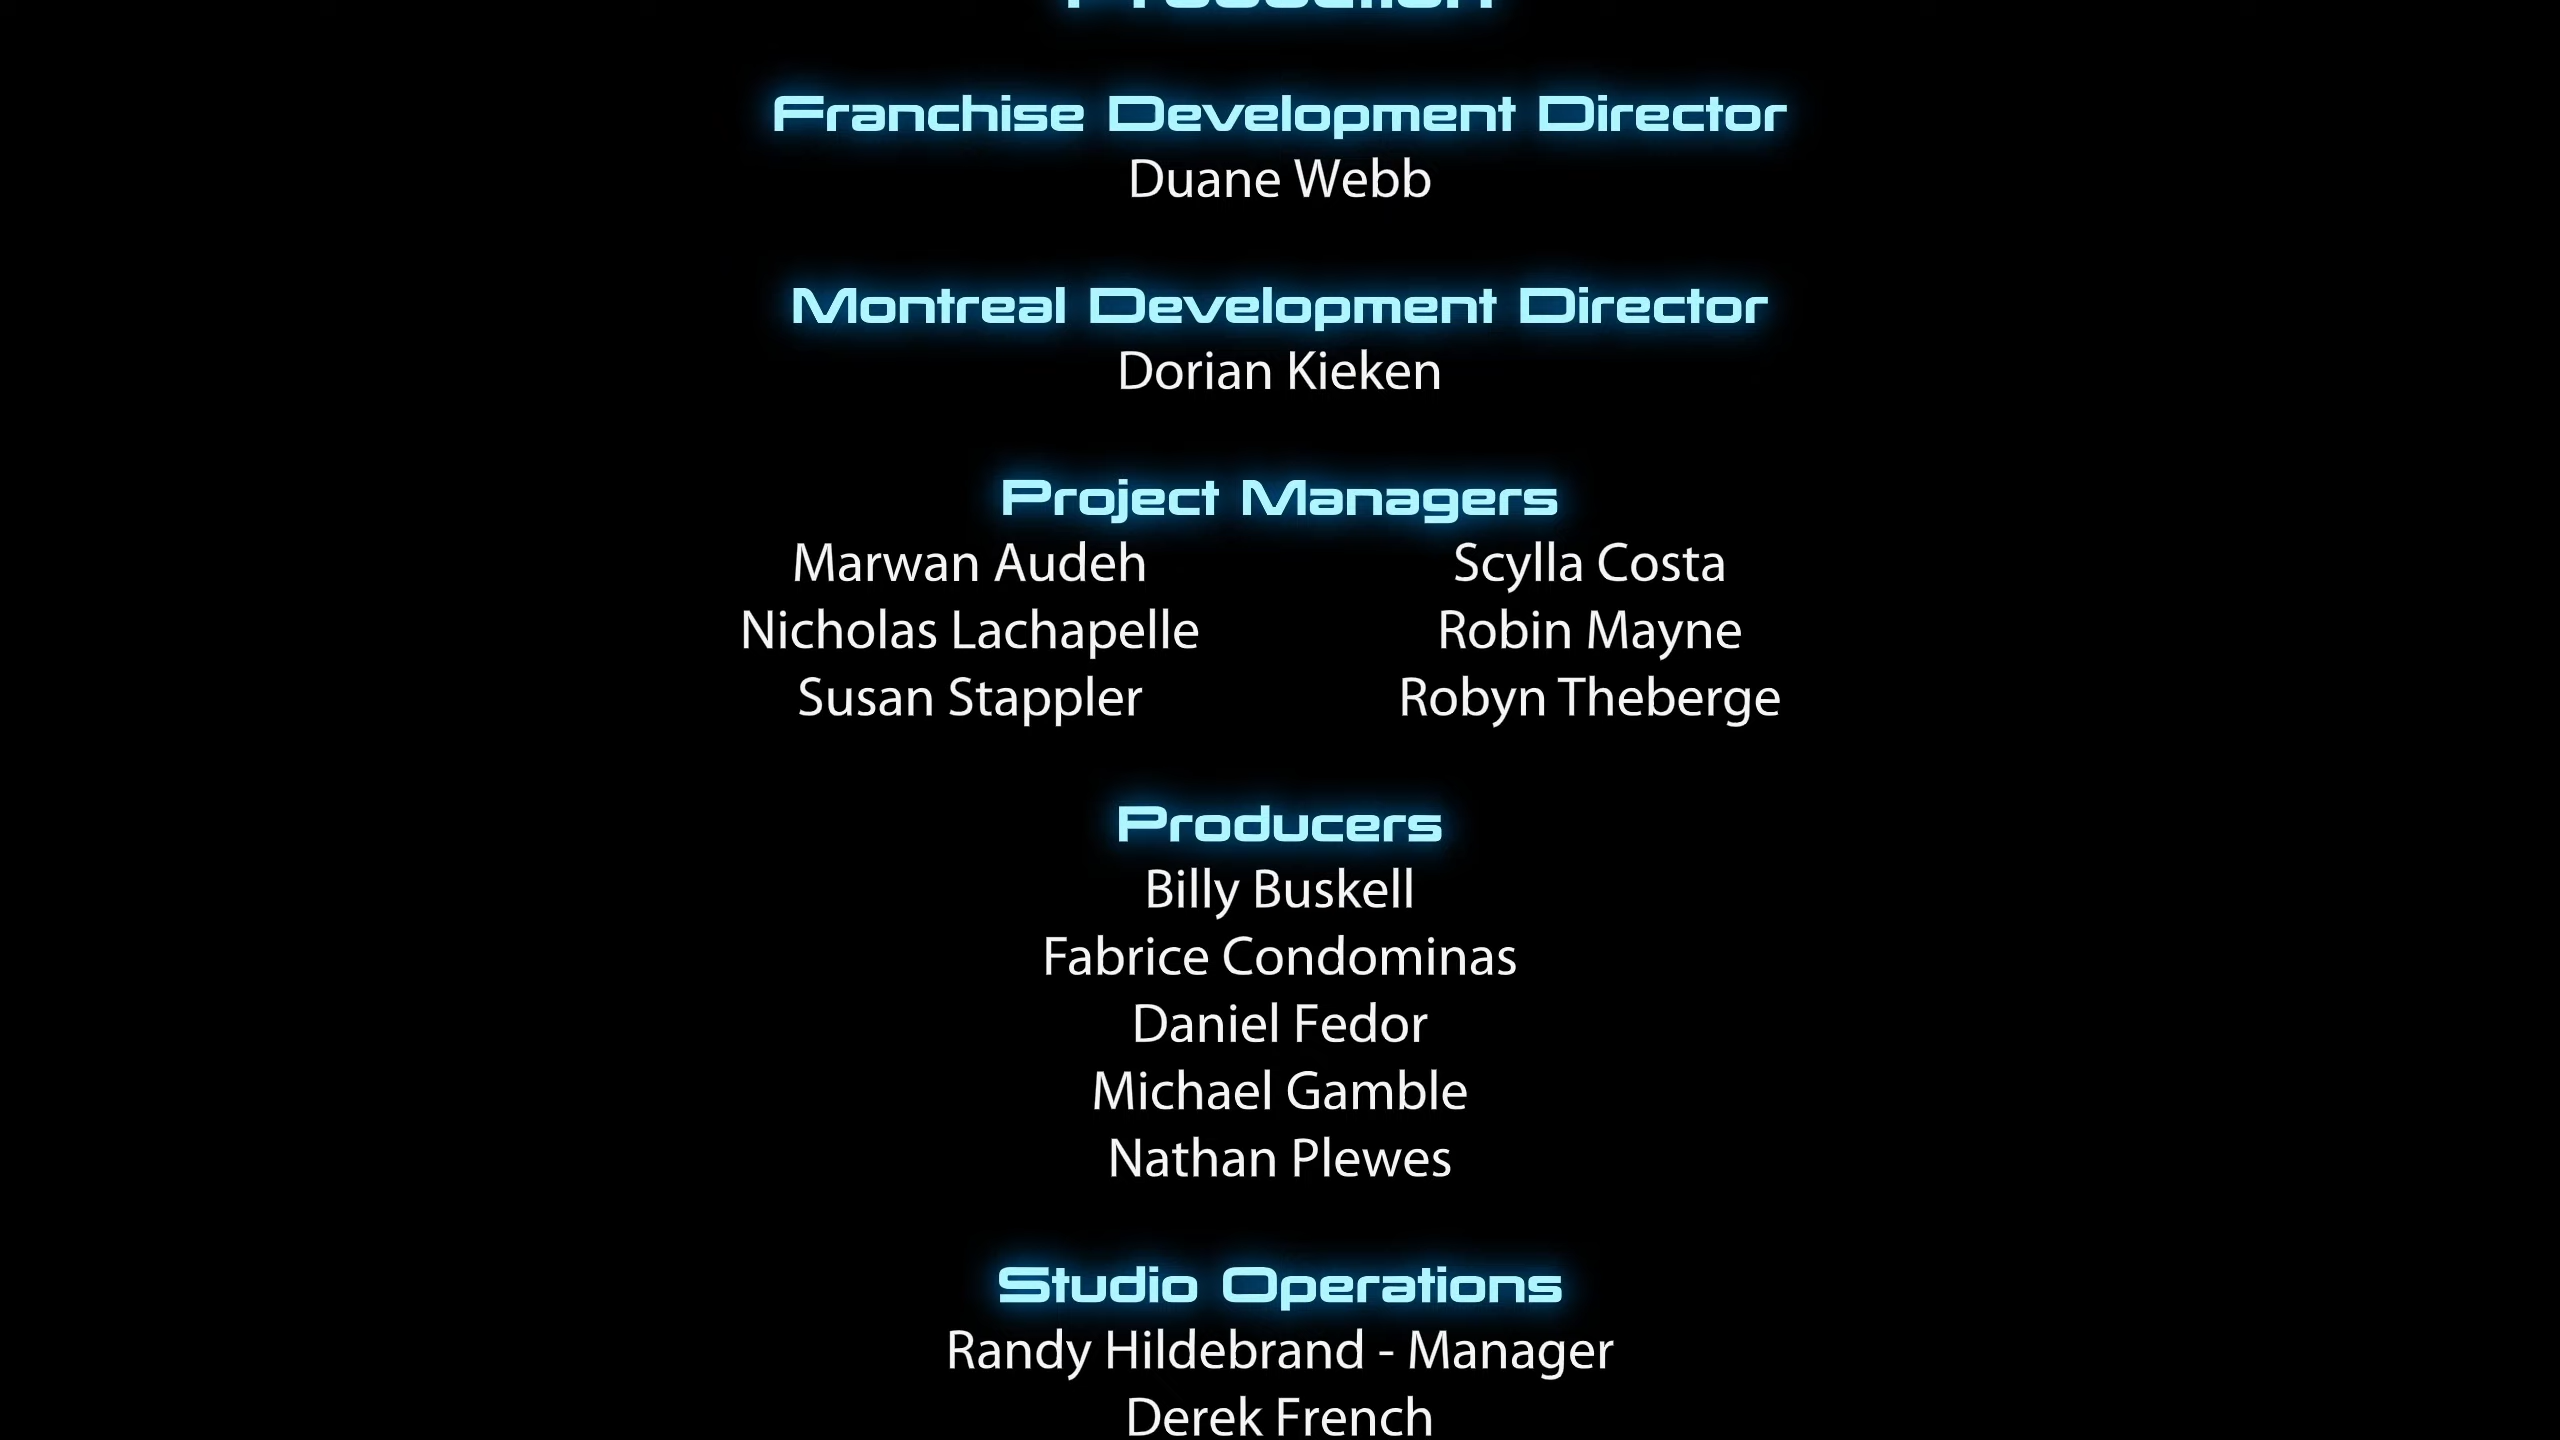 Production
Franchise Development Director
Duane Webb
Montreal Development Director
Dorian Kieken
Project Managers
Marwan Audeh Scylla Costa
Nicholas Lachapelle Robin Mayne
Susan Stappler Robyn Theberge
Producers
Billy Buskell
Fabrice Condominas
Daniel Fedor
Michael Gamble
Nathan Plewes
Studio Operations
Randy Hildebrand - Manager
Derek French